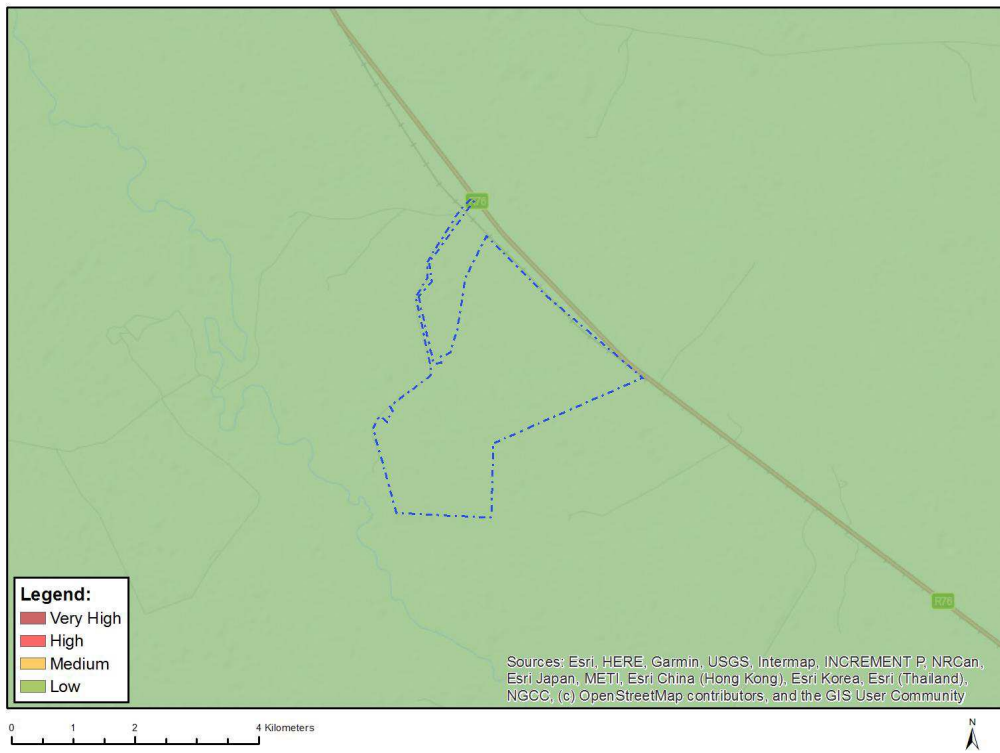 R76
R76
Legend:
Very High
High
Medium
Low
Sources: Esri, HERE, Garmin, USGS, Intermap, INCREMENT P, NRCan,
Esri Japan, METI, Esri China (Hong Kong), Esri Korea, Esri (Thailand),
NGCC, (c) OpenStreetMap contributors, and the GIS User Community
0 1 2 4 Kilometers
N